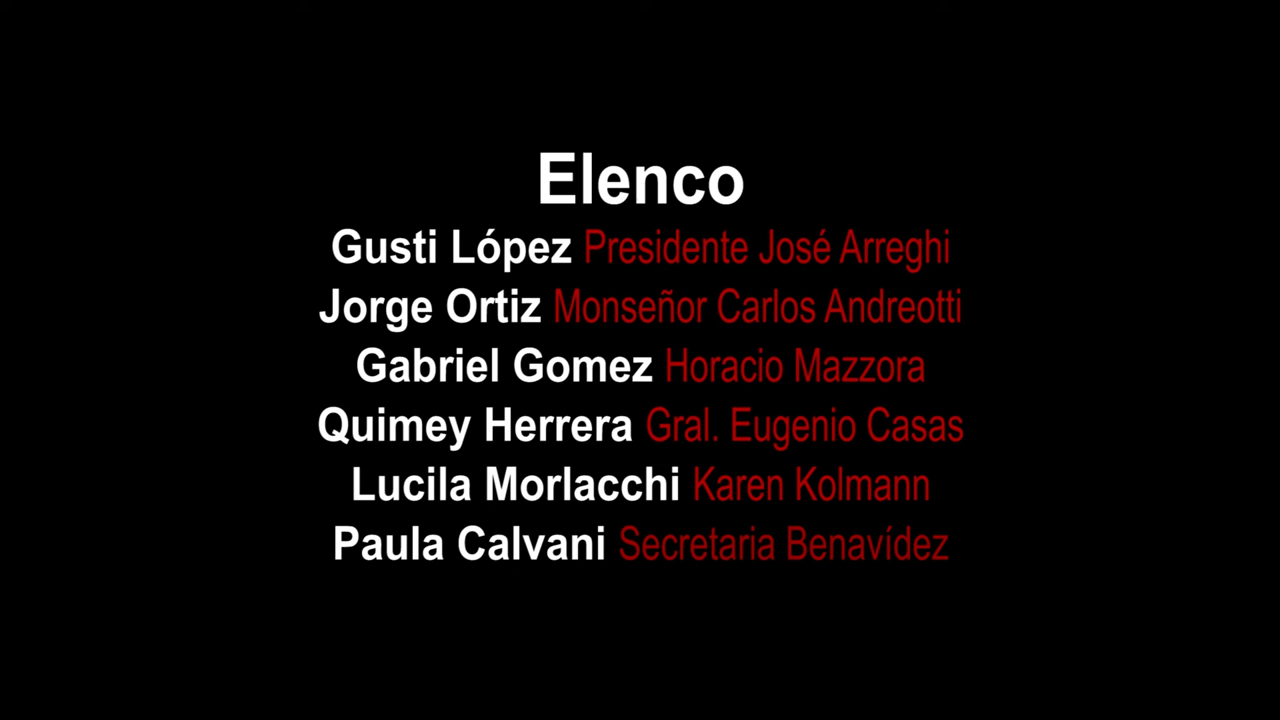 Elenco
Gusti López Presidente José Arreghi
Jorge Ortiz Monseñor Carlos Andreotti
Gabriel Gomez Horacio Mazzora
Quimey Herrera Gral. Eugenio Casas
Lucila Morlacchi Karen Kolmann
Paula Calvani Secretaria Benavídez